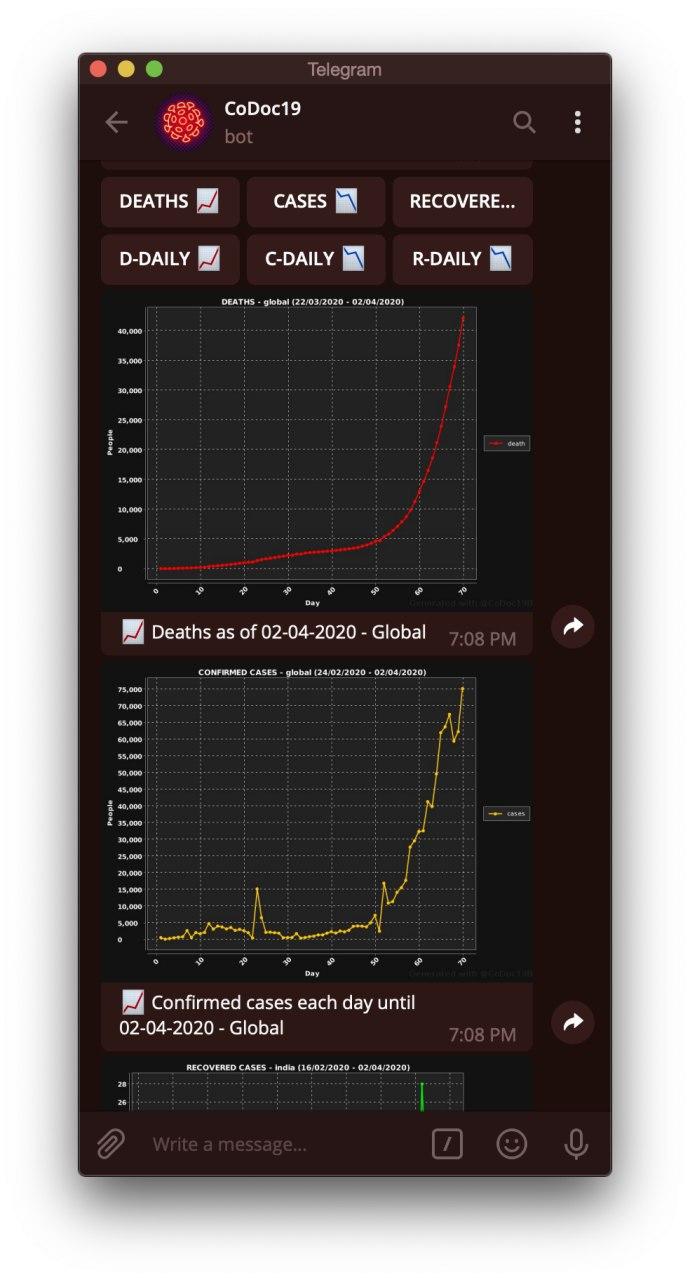 Telegram
CoDoc19
bot
DEATHS 📈
CASES 📉
RECOVERE...
D-DAILY 📈
C-DAILY 📉
R-DAILY 📉
DEATHS - global (22/03/2020 - 02/04/2020)
40,000
35,000
30,000
25,000
20,000
15,000
10,000
5,000
0
People
death
0 10 20 30 40 50 60 70
Day
Generated with @CoDoc19B
📈 Deaths as of 02-04-2020 - Global
7:08 PM
CONFIRMED CASES - global (24/02/2020 - 02/04/2020)
75,000
70,000
65,000
60,000
55,000
50,000
45,000
40,000
35,000
30,000
25,000
20,000
15,000
10,000
5,000
0
People
cases
0 10 20 30 40 50 60 70
Day
Generated with @CoDoc19B
📈 Confirmed cases each day until
02-04-2020 - Global
7:08 PM
RECOVERED CASES - india (16/02/2020 - 02/04/2020)
28
26
Write a message...